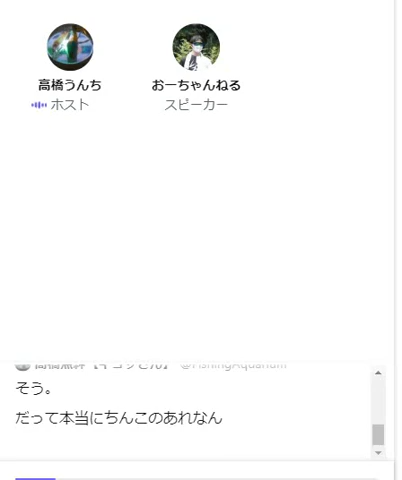 高橋うんち
おーちゃんねる
ホスト
スピーカー
@FishingAquarium
そう。
だって本当にちんこのあれなん